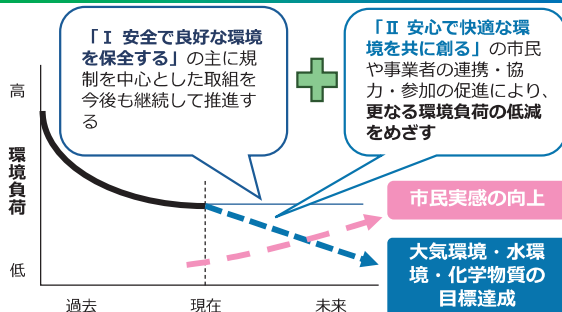 「Ⅰ 安全で良好な環境
を保全する」の主に規
制を中心とした取組を
今後も継続して推進す
る
「Ⅱ 安心で快適な環
境を共に創る」の市民
や事業者の連携・協
力・参加の促進により、
更なる環境負荷の低減
をめざす
高
環境負荷
低
市民実感の向上
大気環境・水環
境・化学物質の
目標達成
過去
現在
未来